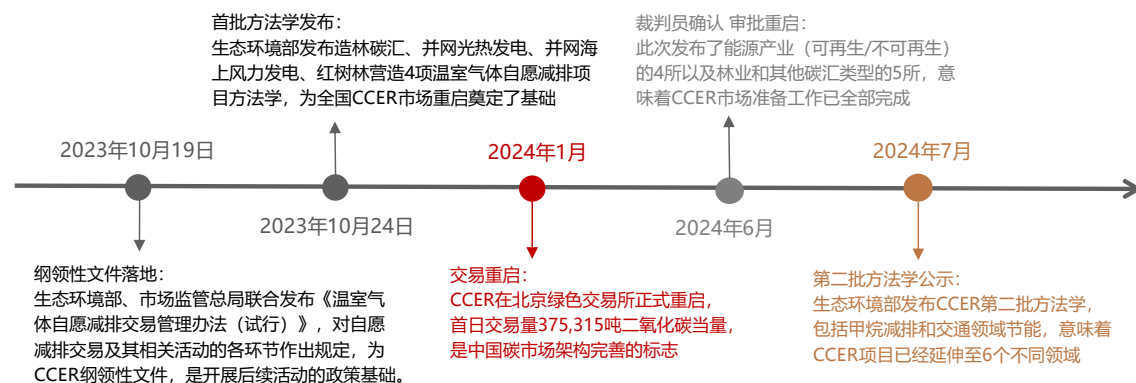 首批方法学发布：
生态环境部发布造林碳汇、并网光热发电、并网海
上风力发电、红树林营造4项温室气体自愿减排项
目方法学，为全国CCER市场重启奠定了基础
裁判员确认 审批重启：
此次发布了能源产业（可再生/不可再生）
的4所以及林业和其他碳汇类型的5所，意
味着CCER市场准备工作已全部完成
2023年10月19日
2024年1月
2024年7月
2023年10月24日
2024年6月
纲领性文件落地：
生态环境部、市场监管总局联合发布《温室气
体自愿减排交易管理办法（试行）》，对自愿
减排交易及其相关活动的各环节作出规定，为
CCER纲领性文件，是开展后续活动的政策基础。
交易重启：
CCER在北京绿色交易所正式重启，
首日交易量375,315吨二氧化碳当量，
是中国碳市场架构完善的标志
第二批方法学公示：
生态环境部发布CCER第二批方法学，
包括甲烷减排和交通领域节能，意味着
CCER项目已经延伸至6个不同领域